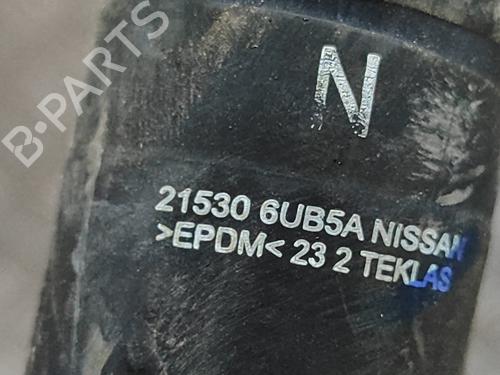 B-PARTS
N
21530 6UB5A NISSAN
>EPDM< 23 2 TEKLAS